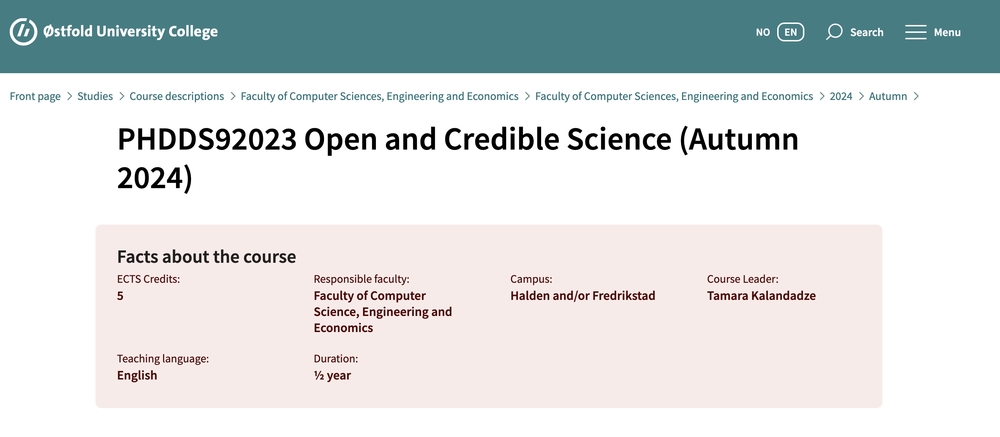 Østfold University College
NO EN Search Menu
Front page > Studies > Course descriptions > Faculty of Computer Sciences, Engineering and Economics > Faculty of Computer Sciences, Engineering and Economics > 2024 > Autumn >
PHDDS92023 Open and Credible Science (Autumn
2024)
Facts about the course
ECTS Credits:
5
Responsible faculty:
Faculty of Computer
Science, Engineering and
Economics
Campus:
Halden and/or Fredrikstad
Course Leader:
Tamara Kalandadze
Teaching language:
English
Duration:
½ year